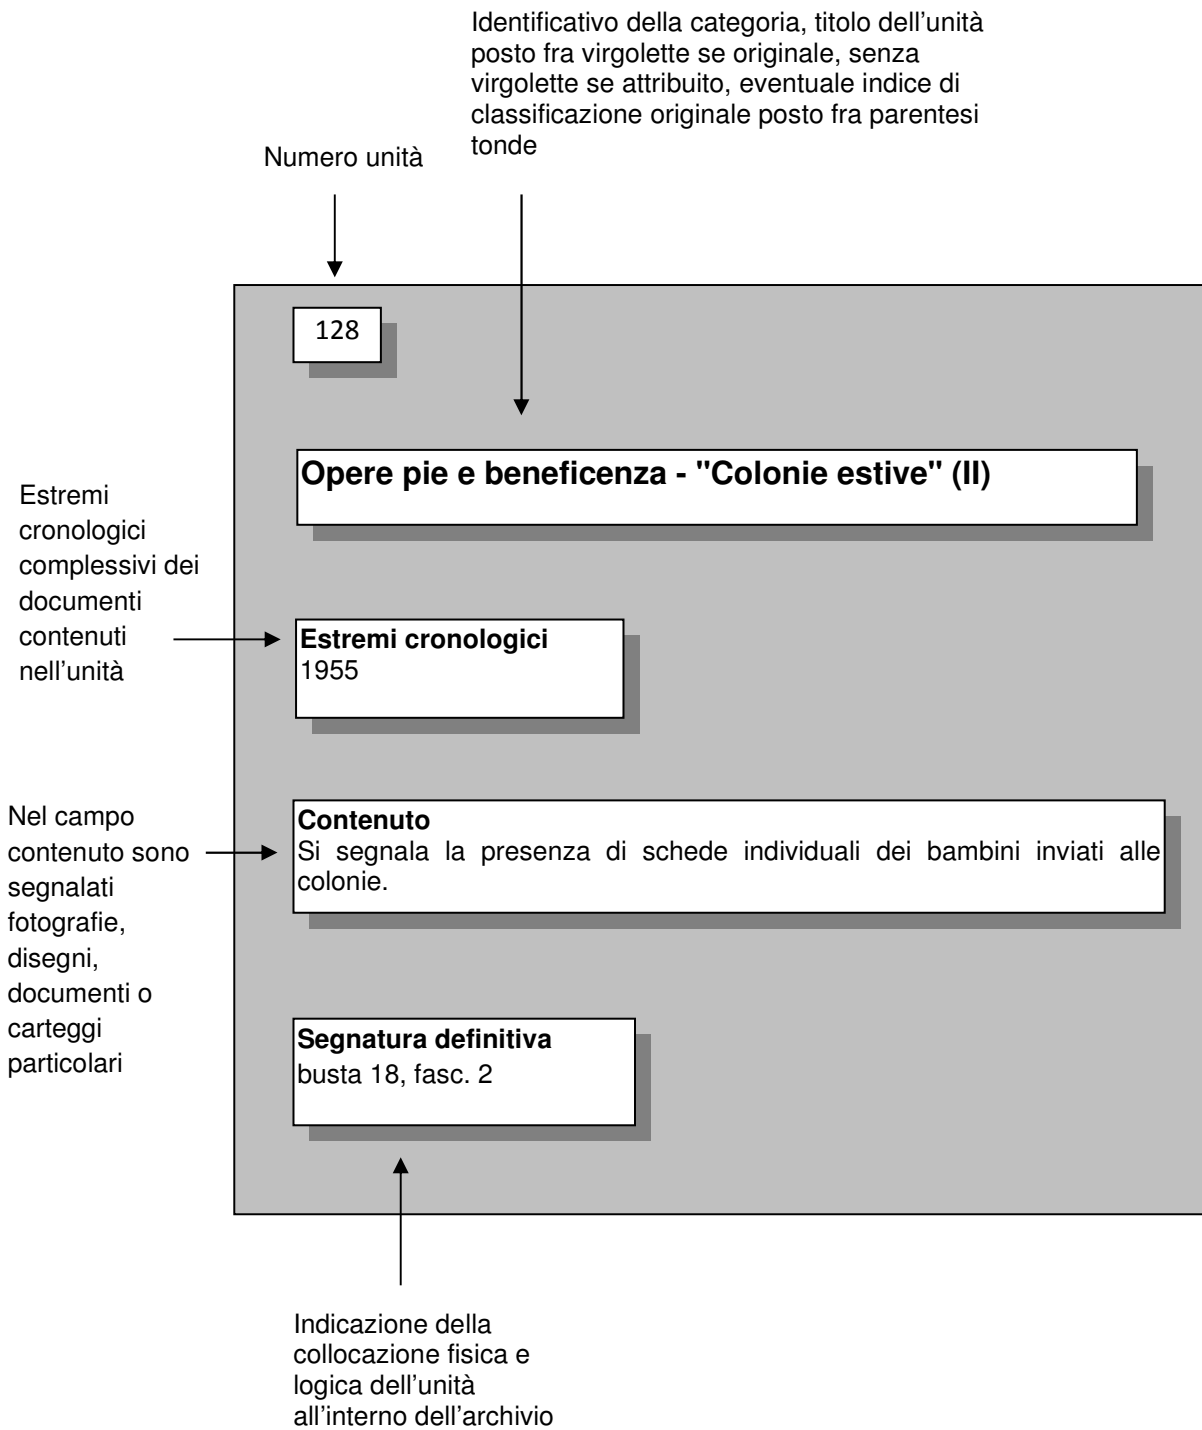 Identificativo della categoria, titolo dell'unità
posto fra virgolette se originale, senza
virgolette se attribuito, eventuale indice di
classificazione originale posto fra parentesi
tonde
Numero unità
128
Opere pie e beneficenza - "Colonie estive" (II)
Estremi
cronologici
complessivi dei
documenti
contenuti
nell'unità
Estremi cronologici
1955
Nel campo
contenuto sono
segnalati
fotografie,
disegni,
documenti o
carteggi
particolari
Contenuto
Si segnala la presenza di schede individuali dei bambini inviati alle
colonie.
Segnatura definitiva
busta 18, fasc. 2
Indicazione della
collocazione fisica e
logica dell'unità
all'interno dell'archivio